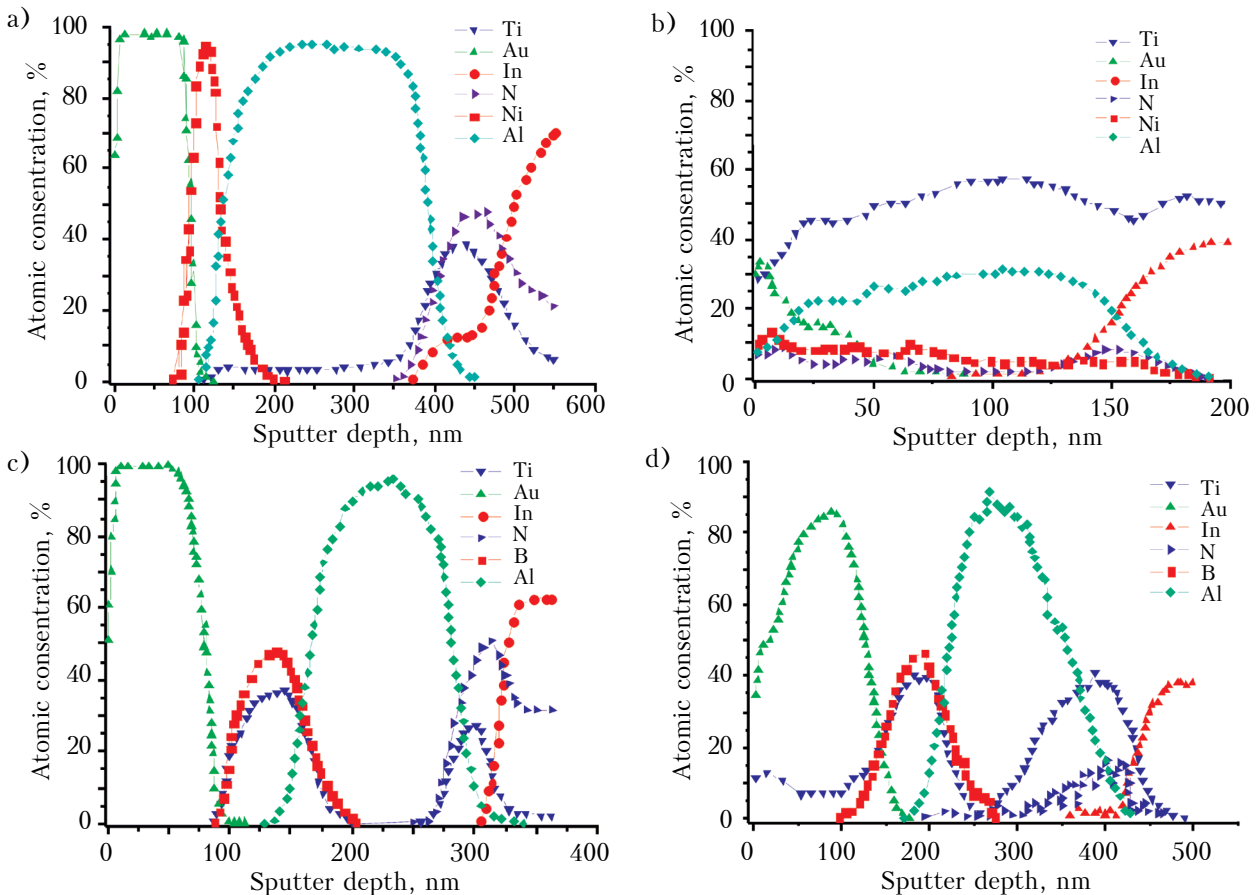 a)
Atomic consentration, %
100
80
60
40
20
0
Ti
Au
In
N
Ni
Al
0 100 200 300 400 500 600
Sputter depth, nm
b)
Atomic consentration, %
100
80
60
40
20
0
Ti
Au
In
N
Ni
Al
0 50 100 150 200
Sputter depth, nm
c)
Atomic consentration, %
100
80
60
40
20
0
Ti
Au
In
N
B
Al
0 100 200 300 400
Sputter depth, nm
d)
Atomic consentration, %
100
80
60
40
20
0
Ti
Au
In
N
B
Al
0 100 200 300 400 500
Sputter depth, nm